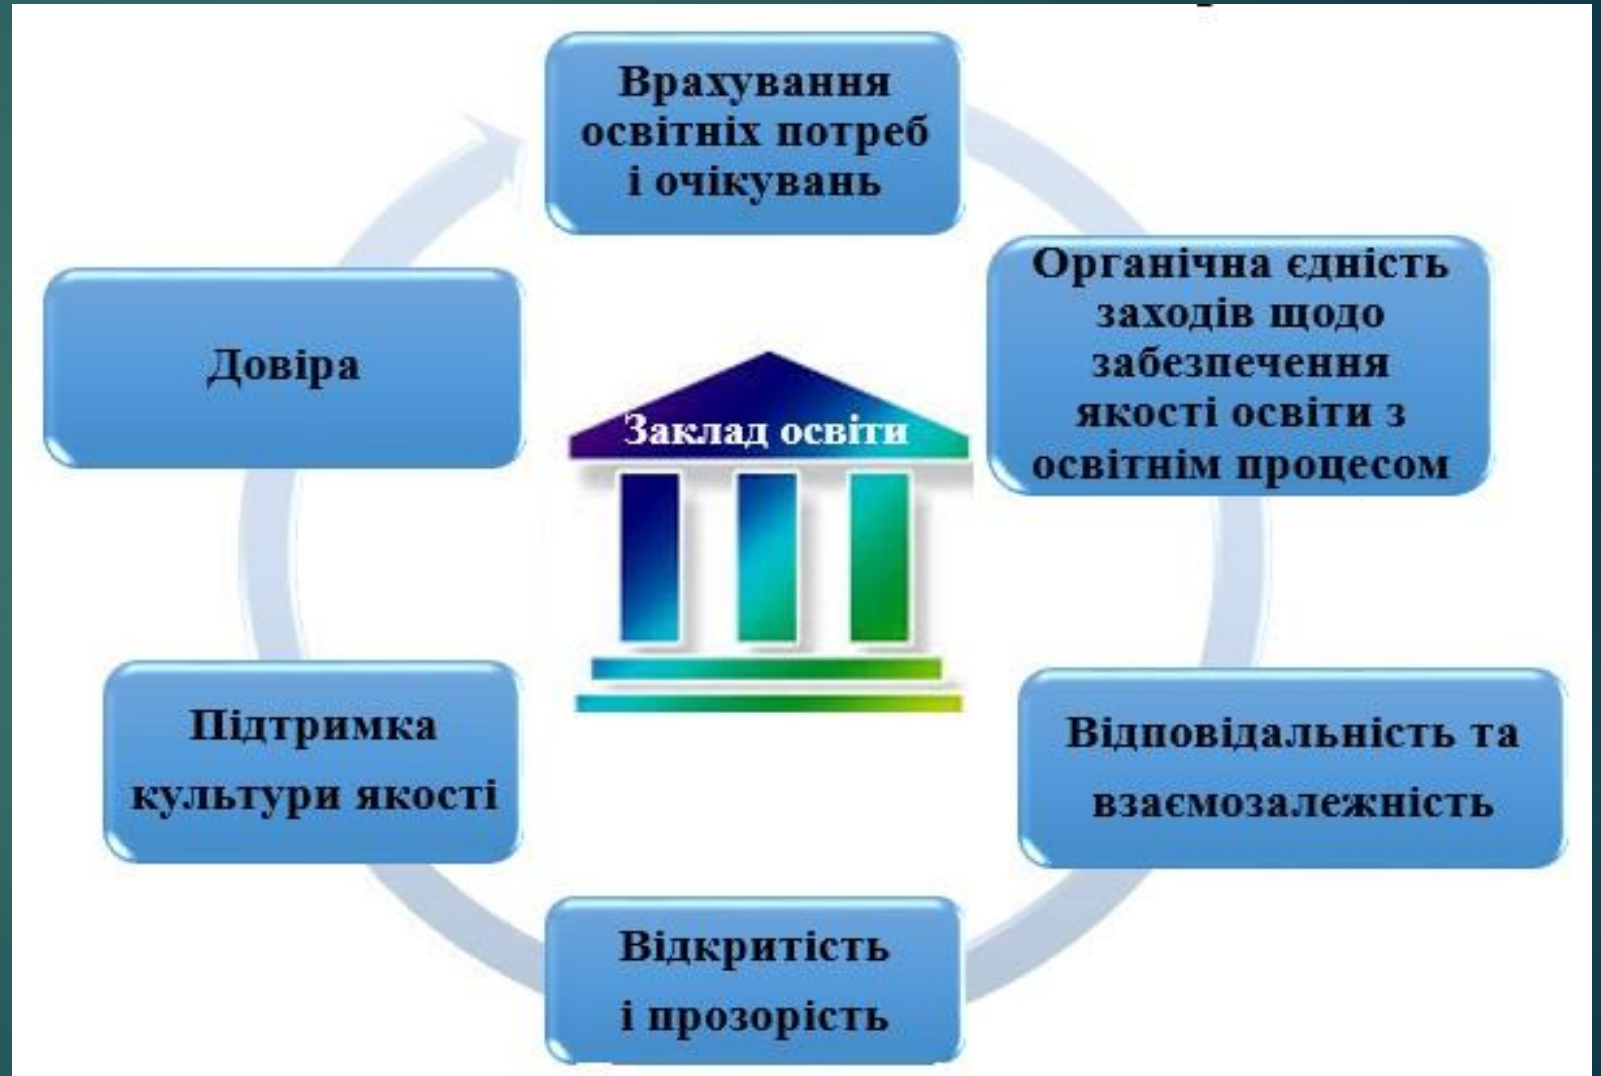 Врахування
освітніх потреб
і очікувань
Органічна єдність
заходів щодо
забезпечення
якості освіти з
освітнім процесом
Довіра
Заклад освіти
Підтримка
культури якості
Відповідальність та
взаємозалежність
Відкритість
і прозорість